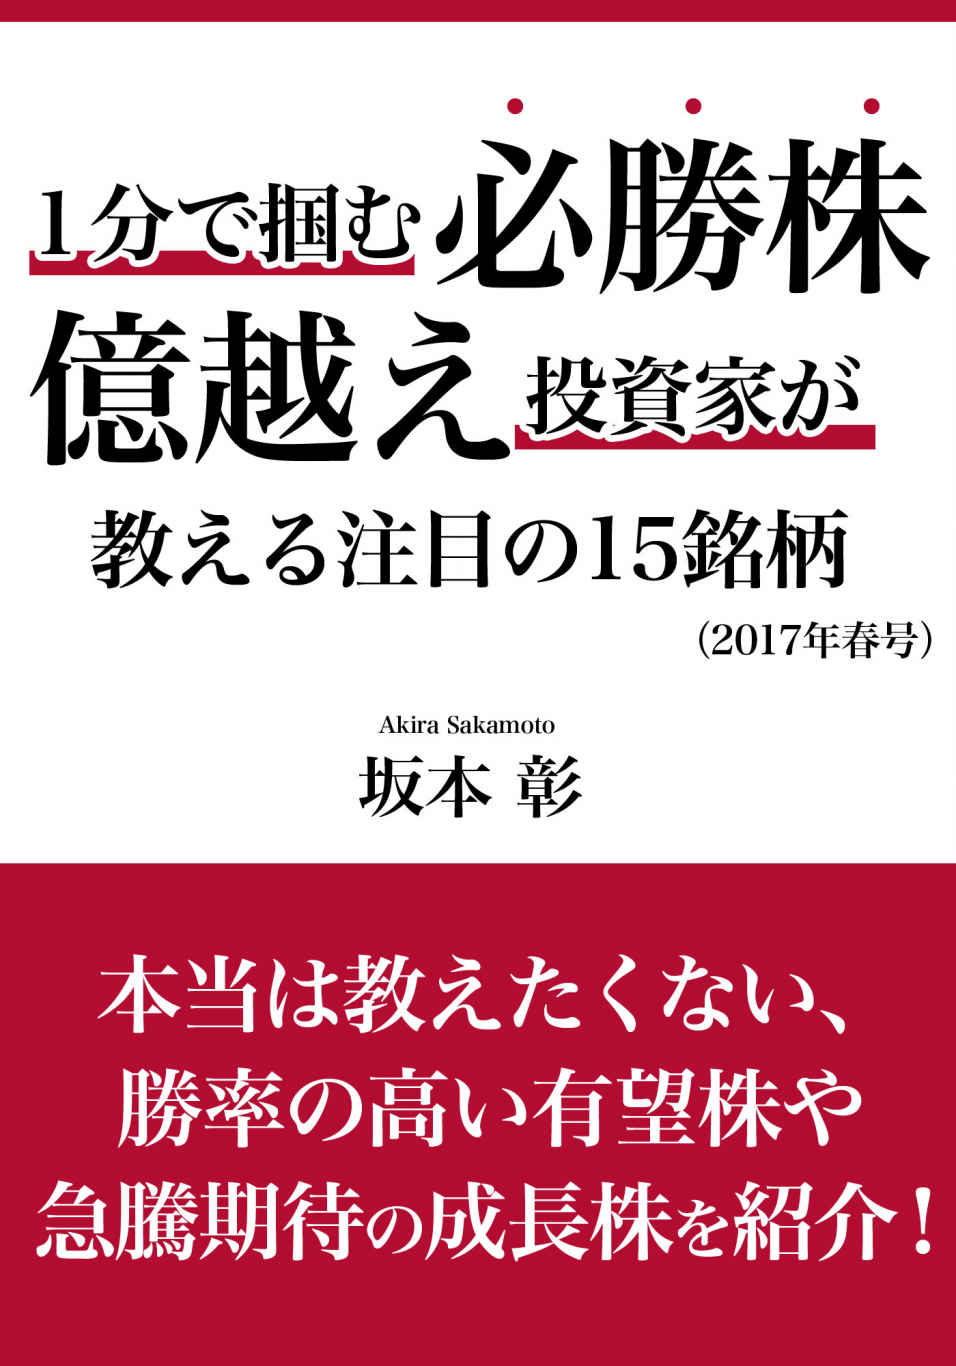 1分で掴む必勝株
億越え投資家が
教える注目の15銘柄
（2017年春号）
Akira Sakamoto
坂本 彰
本当は教えたくない、
勝率の高い有望株や
急騰期待の成長株を紹介！